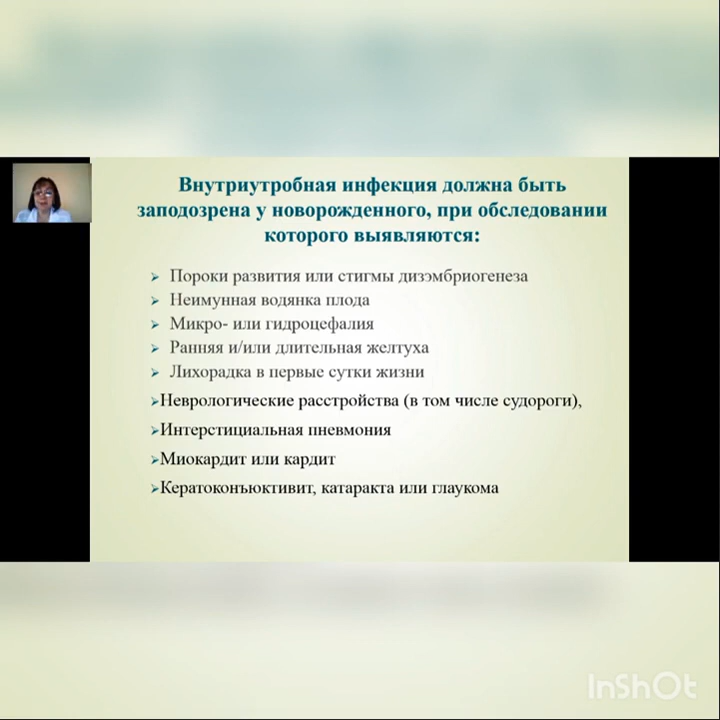 Внутриутробная инфекция должна быть
заподозрена у новорожденного, при обследовании
которого выявляются:
➢ Пороки развития или стигмы дизэмбриогенеза
➢ Неимунная водянка плода
➢ Микро- или гидроцефалия
➢ Ранняя и/или длительная желтуха
➢ Лихорадка в первые сутки жизни
➢Неврологические расстройства (в том числе судороги),
➢Интерстициальная пневмония
➢Миокардит или кардит
➢Кератоконъюктивит, катаракта или глаукома
InShOt